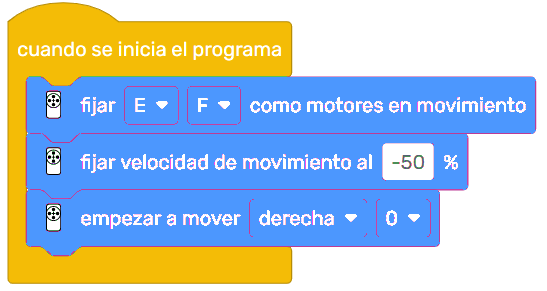 cuando se inicia el programa
fijar E F como motores en movimiento
fijar velocidad de movimiento al -50 %
empezar a mover derecha 0